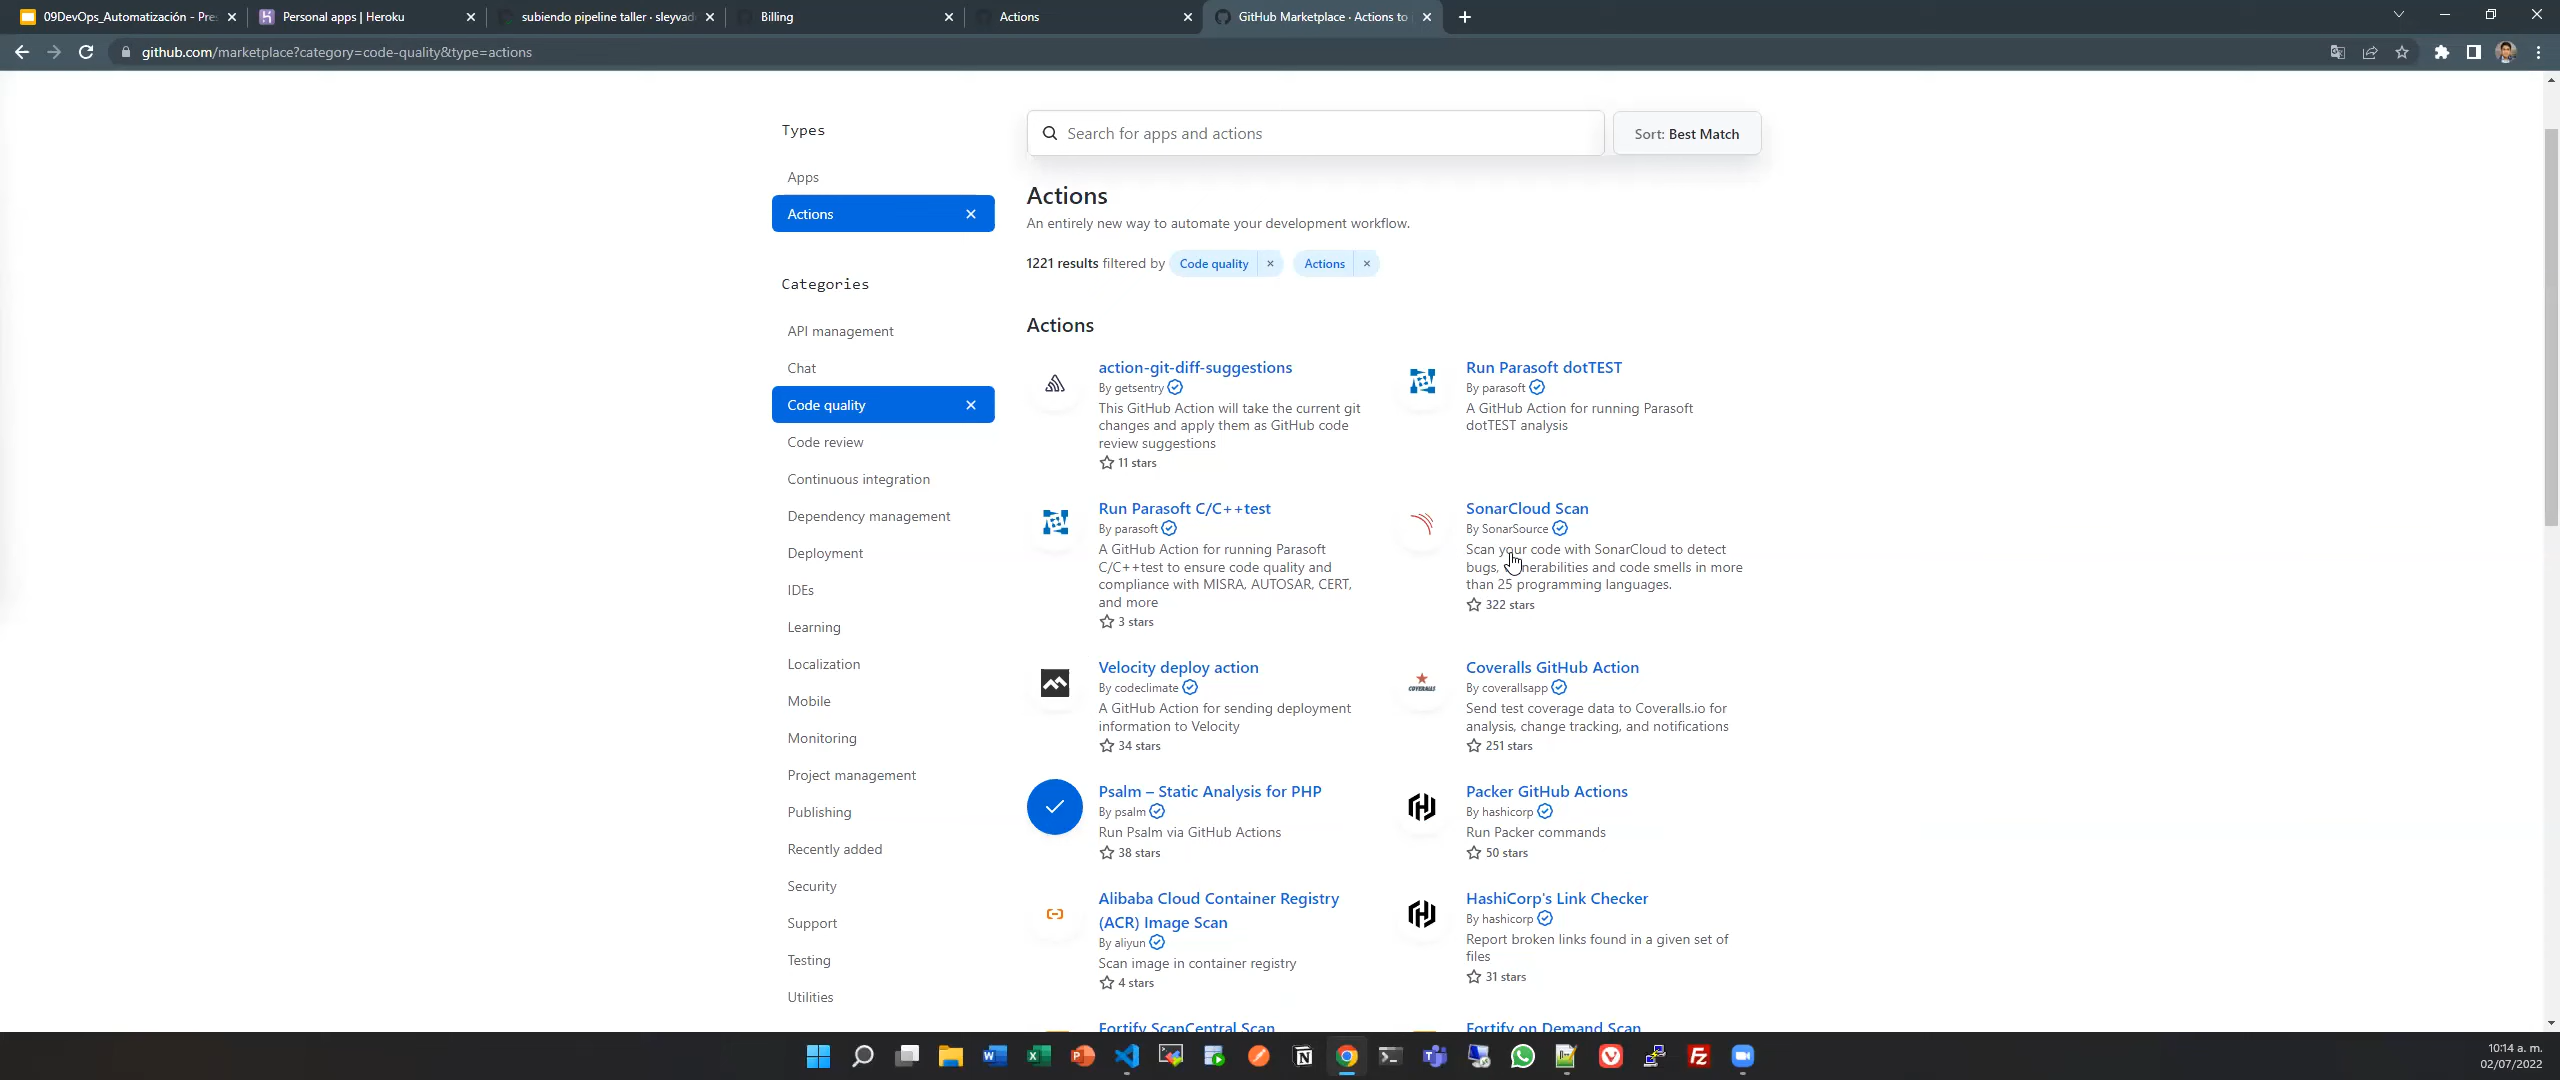 09DevOps_Automatización - Pre
Personal apps | Heroku
subiendo pipeline taller · sleyvad
Billing
Actions
GitHub Marketplace · Actions to
github.com/marketplace?category=code-quality&type=actions
Types
Apps
Actions
Categories
API management
Chat
Code quality
Code review
Continuous integration
Dependency management
Deployment
IDEs
Learning
Localization
Mobile
Monitoring
Project management
Publishing
Recently added
Security
Support
Testing
Utilities
Search for apps and actions
Sort: Best Match
Actions
An entirely new way to automate your development workflow.
1221 results filtered by Code quality × Actions ×
Actions
action-git-diff-suggestions
By getsentry
This GitHub Action will take the current git
changes and apply them as GitHub code
review suggestions
11 stars
Run Parasoft dotTEST
By parasoft
A GitHub Action for running Parasoft
dotTEST analysis
Run Parasoft C/C++test
By parasoft
A GitHub Action for running Parasoft
C/C++test to ensure code quality and
compliance with MISRA, AUTOSAR, CERT,
and more
3 stars
SonarCloud Scan
By SonarSource
Scan your code with SonarCloud to detect
bugs, vulnerabilities and code smells in more
than 25 programming languages.
322 stars
Velocity deploy action
By codeclimate
A GitHub Action for sending deployment
information to Velocity
34 stars
Coveralls GitHub Action
By coverallsapp
Send test coverage data to Coveralls.io for
analysis, change tracking, and notifications
251 stars
COVERALLS
Psalm – Static Analysis for PHP
By psalm
Run Psalm via GitHub Actions
38 stars
Packer GitHub Actions
By hashicorp
Run Packer commands
50 stars
Alibaba Cloud Container Registry
(ACR) Image Scan
By aliyun
Scan image in container registry
4 stars
HashiCorp's Link Checker
By hashicorp
Report broken links found in a given set of
files
31 stars
Fortify ScanCentral Scan
Fortify on Demand Scan
10:14 a. m.
02/07/2022